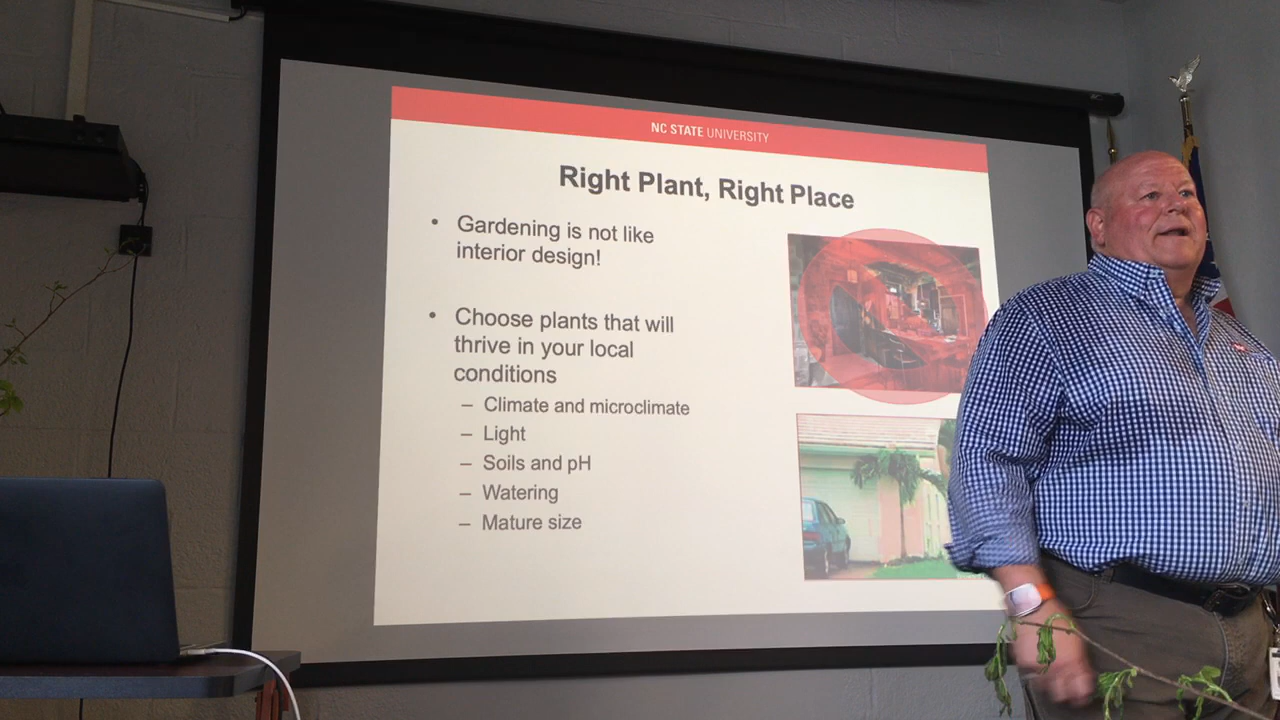 NC STATE UNIVERSITY
Right Plant, Right Place
• Gardening is not like
interior design!
• Choose plants that will
thrive in your local
conditions
– Climate and microclimate
– Light
– Soils and pH
– Watering
– Mature size